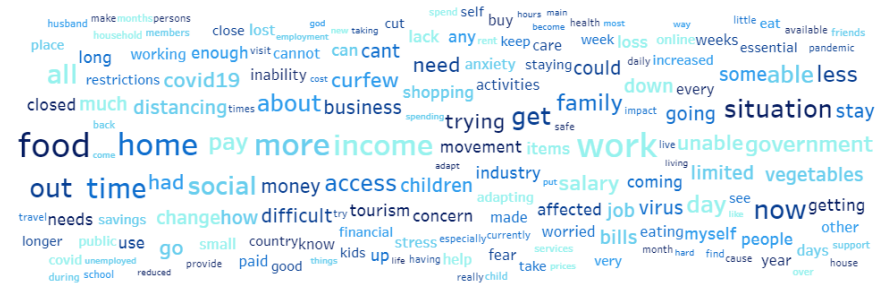 husband make months persons close lost god new taking cut spend self buy hours main health most way little eat available friends
household members employment become
place long working enough visit cannot can cant lack any rent keep care week loss online weeks essential pandemic
all restrictions covid19 inability cost curfew need anxiety staying could daily increased some able less
closed much distancing times about business shopping activities family down impact every going situation stay
back spending trying get safe
food come home pay more income movement items work live unable government
adapt living
out time had social money access children industry put salary coming limited vegetables
travel needs savings change how difficult try tourism concern adapting made affected job virus day like see now getting
longer public use go small country know financial stress especially currently worried bills eating myself people other
covid unemployed provide paid good things kids up life having help fear services take prices very month hard find cause year days support house
during school reduced really child over